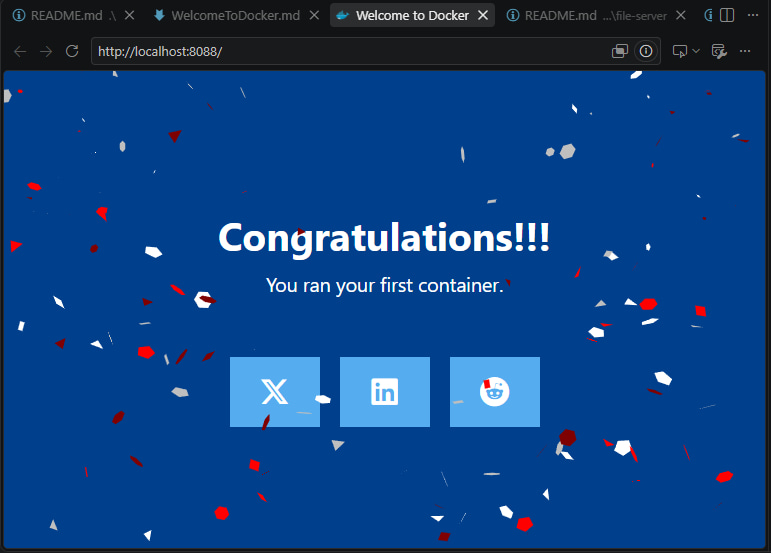 README.md .\
WelcomeToDocker.md
Welcome to Docker
README.md ...\file-server
http://localhost:8088/
Congratulations!!!
You ran your first container.
X
in